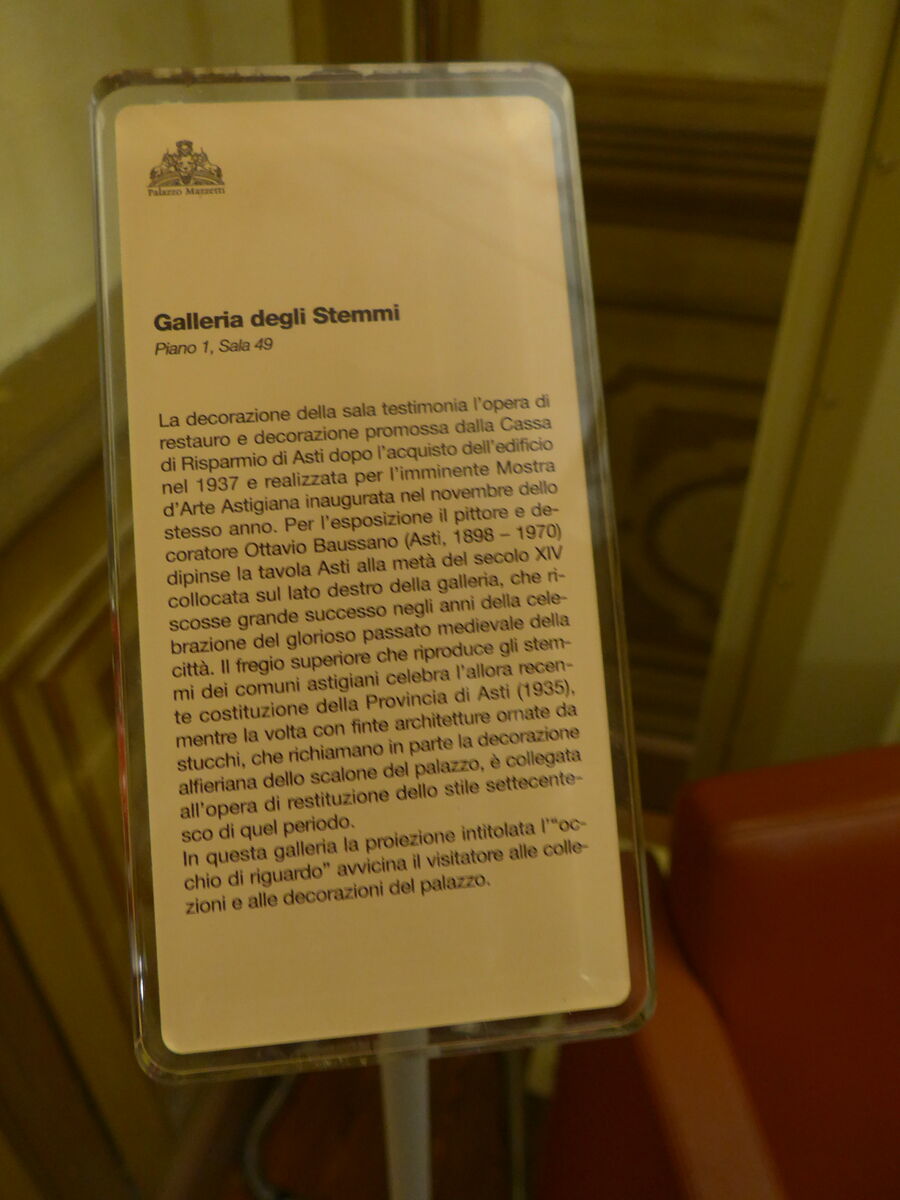 Palazzo Mazzetti
Galleria degli Stemmi
Piano 1, Sala 49
La decorazione della sala testimonia l'opera di
restauro e decorazione promossa dalla Cassa
di Risparmio di Asti dopo l'acquisto dell'edificio
nel 1937 e realizzata per l'imminente Mostra
d'Arte Astigiana inaugurata nel novembre dello
stesso anno. Per l'esposizione il pittore e de-
coratore Ottavio Baussano (Asti, 1898 – 1970)
dipinse la tavola Asti alla metà del secolo XIV
collocata sul lato destro della galleria, che ri-
scosse grande successo negli anni della cele-
brazione del glorioso passato medievale della
città. Il fregio superiore che riproduce gli stem-
mi dei comuni astigiani celebra l'allora recen-
te costituzione della Provincia di Asti (1935),
mentre la volta con finte architetture ornate da
stucchi, che richiamano in parte la decorazione
alfieriana dello scalone del palazzo, è collegata
all'opera di restituzione dello stile settecente-
sco di quel periodo.
In questa galleria la proiezione intitolata l'"oc-
chio di riguardo" avvicina il visitatore alle colle-
zioni e alle decorazioni del palazzo.